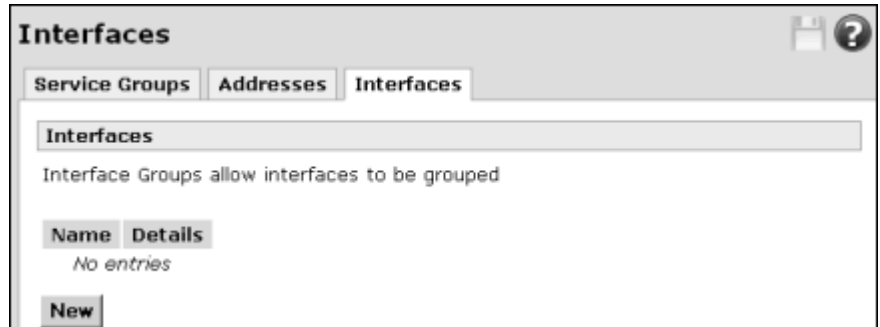 Interfaces
?
Service Groups Addresses Interfaces
Interfaces
Interface Groups allow interfaces to be grouped
Name Details
No entries
New